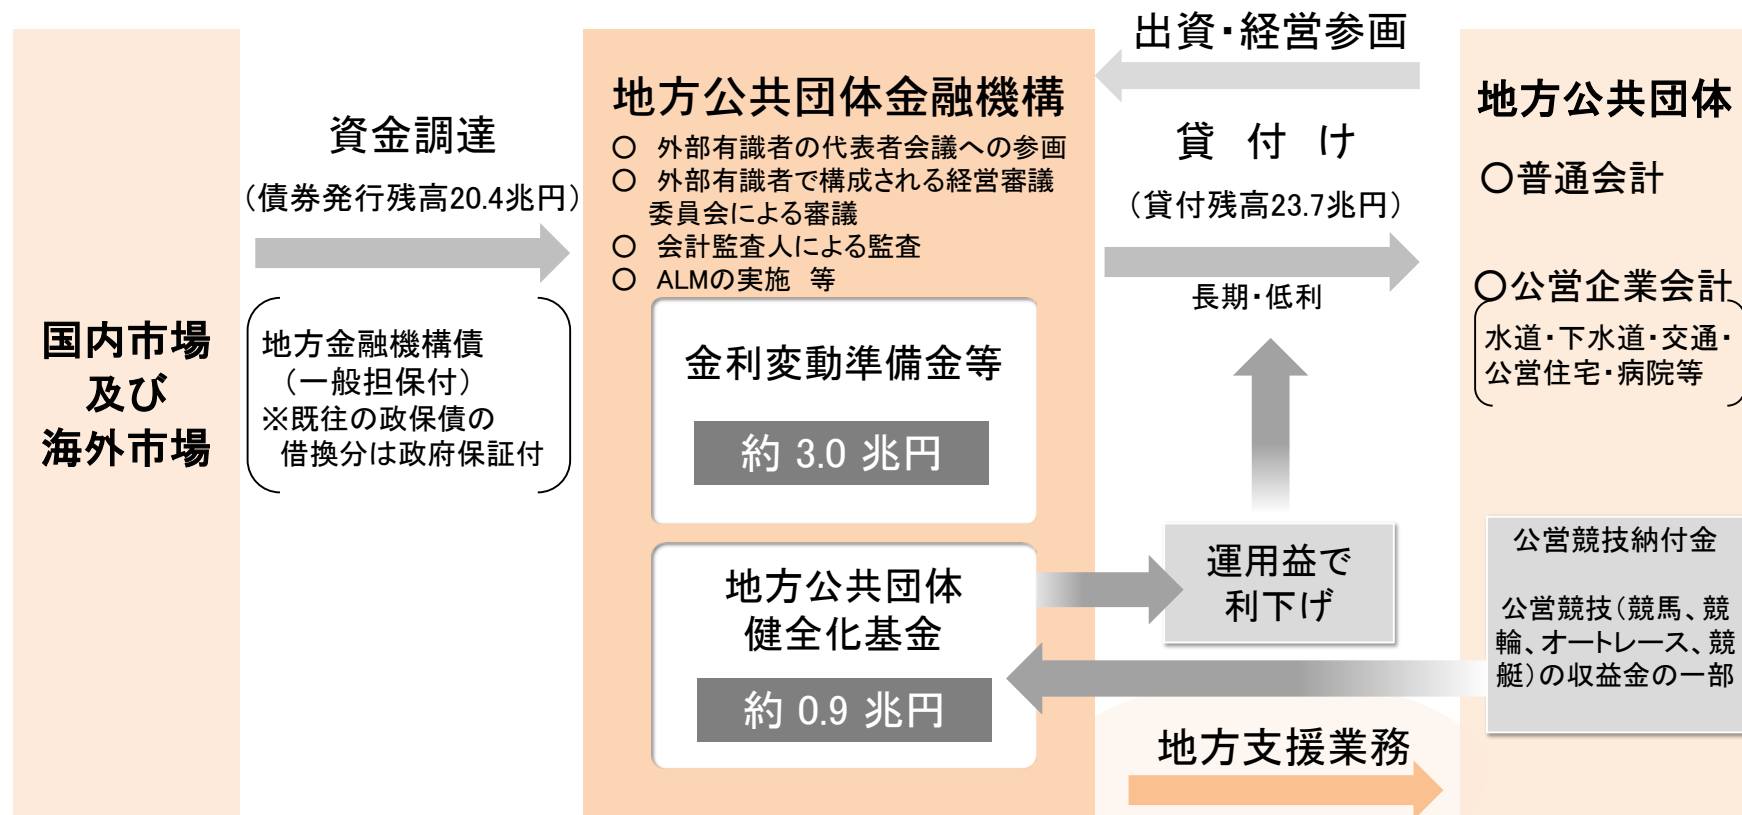 国内市場
及び
海外市場
資金調達
（債券発行残高20.4兆円）
地方金融機構債
（一般担保付）
※既往の政保債の
借換分は政府保証付
地方公共団体金融機構
○ 外部有識者の代表者会議への参画
○ 外部有識者で構成される経営審議
委員会による審議
○ 会計監査人による監査
○ ALMの実施 等
金利変動準備金等
約 3.0 兆円
地方公共団体
健全化基金
約 0.9 兆円
出資・経営参画
貸 付 け
（貸付残高23.7兆円）
長期・低利
運用益で
利下げ
地方支援業務
地方公共団体
○普通会計
○公営企業会計
水道・下水道・交通・
公営住宅・病院等
公営競技納付金
公営競技（競馬、競
輪、オートレース、競
艇）の収益金の一部